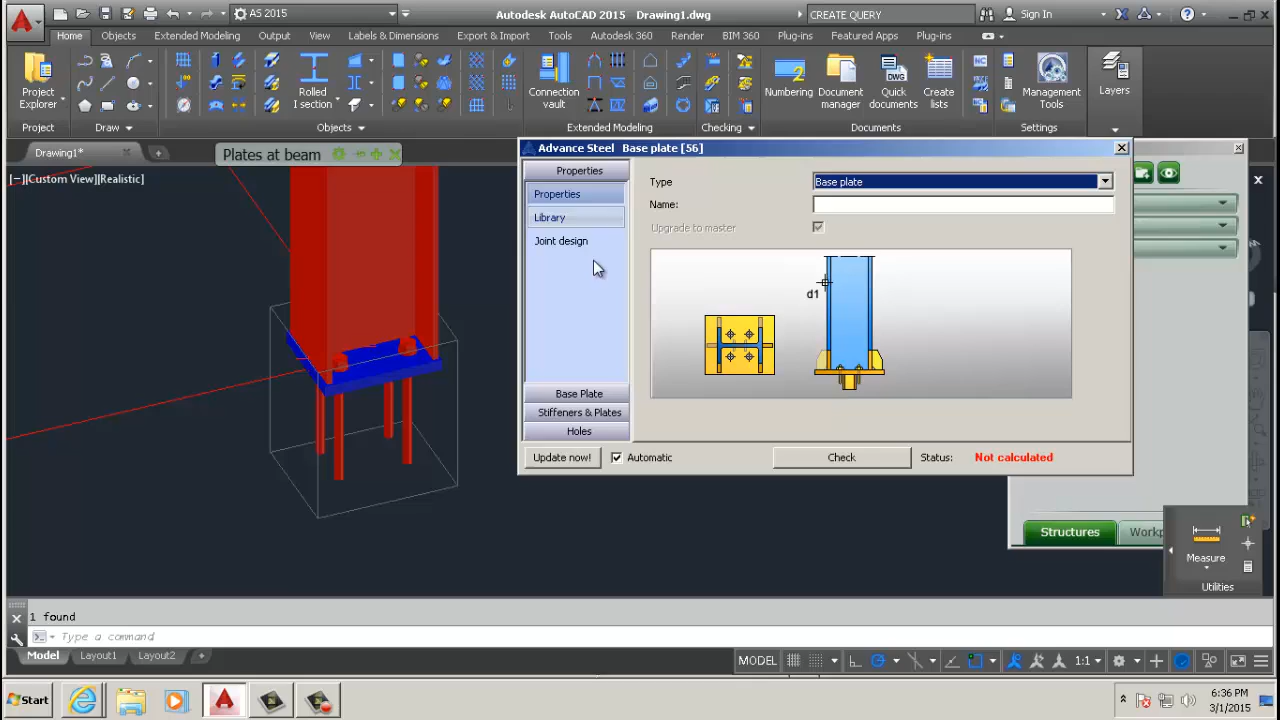 AS 2015
Autodesk AutoCAD 2015 Drawing1.dwg
CREATE QUERY
Sign In
Home Objects Extended Modeling Output View Labels & Dimensions Export & Import Tools Autodesk 360 Render BIM 360 Plug-ins Featured Apps Plug-ins
Project Explorer
Rolled I section
Connection vault
Numbering
Document manager
Quick documents
Create lists
Management Tools
Layers
Project Draw Objects Extended Modeling Checking Documents Settings
Drawing1*
Plates at beam
[−][Custom View][Realistic]
Advance Steel Base plate [56]
Properties
Properties
Library
Joint design
Base Plate
Stiffeners & Plates
Holes
Type
Base plate
Name:
Upgrade to master
d1
Update now!
Automatic
Check
Status:
Not calculated
Structures
Workp
Measure
Utilities
1 found
Type a command
Model Layout1 Layout2
MODEL
1:1
Start
6:36 PM
3/1/2015